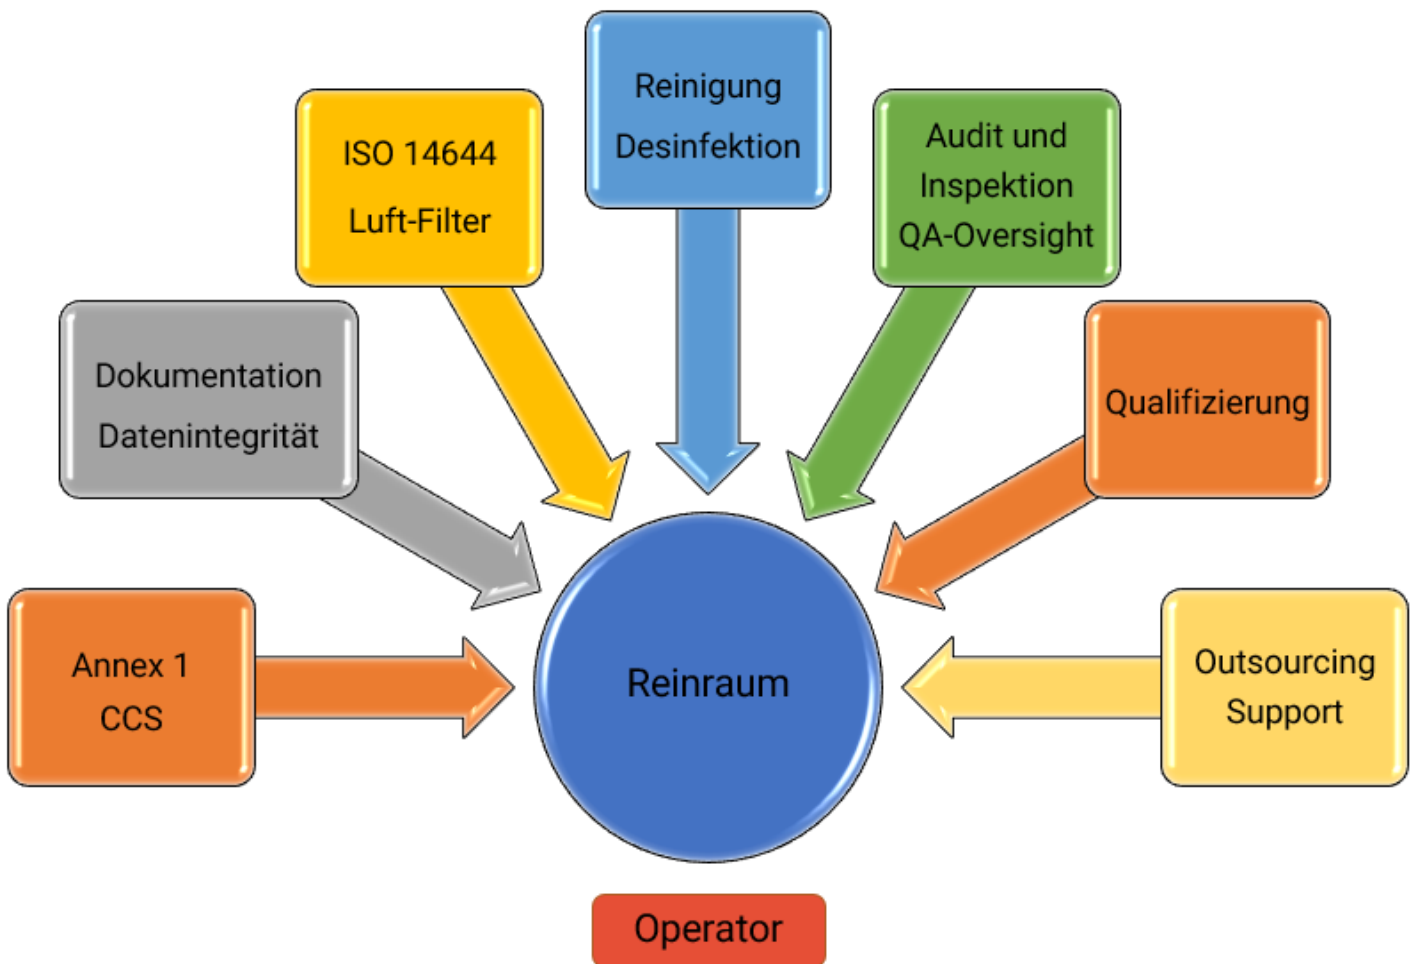 Reinigung
Desinfektion
ISO 14644
Luft-Filter
Audit und
Inspektion
QA-Oversight
Dokumentation
Datenintegrität
Qualifizierung
Annex 1
CCS
Reinraum
Outsourcing
Support
Operator